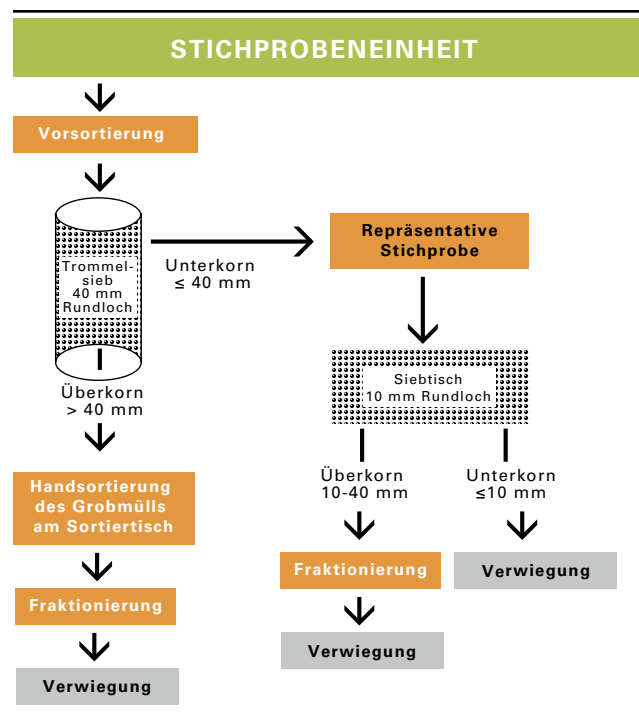 STICHPROBENEINHEIT
Vorsortierung
Trommel-
sieb
40 mm
Rundloch
Unterkorn
≤ 40 mm
Repräsentative
Stichprobe
Siebtisch
10 mm Rundloch
Überkorn
> 40 mm
Handsortierung
des Grobmülls
am Sortiertisch
Fraktionierung
Verwiegung
Überkorn
10-40 mm
Fraktionierung
Verwiegung
Unterkorn
≤10 mm
Verwiegung